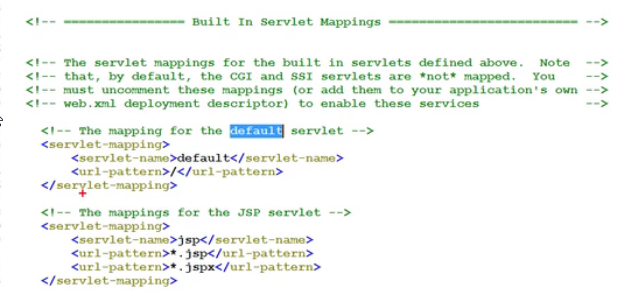 <!-- ================ Built In Servlet Mappings ========================== -->
<!-- The servlet mappings for the built in servlets defined above.  Note  -->
<!-- that, by default, the CGI and SSI servlets are *not* mapped.  You    -->
<!-- must uncomment these mappings (or add them to your application's own -->
<!-- web.xml deployment descriptor) to enable these services              -->
<!-- The mapping for the default servlet -->
<servlet-mapping>
<servlet-name>default</servlet-name>
<url-pattern>/</url-pattern>
</servlet-mapping>
<!-- The mappings for the JSP servlet -->
<servlet-mapping>
<servlet-name>jsp</servlet-name>
<url-pattern>*.jsp</url-pattern>
<url-pattern>*.jspx</url-pattern>
</servlet-mapping>